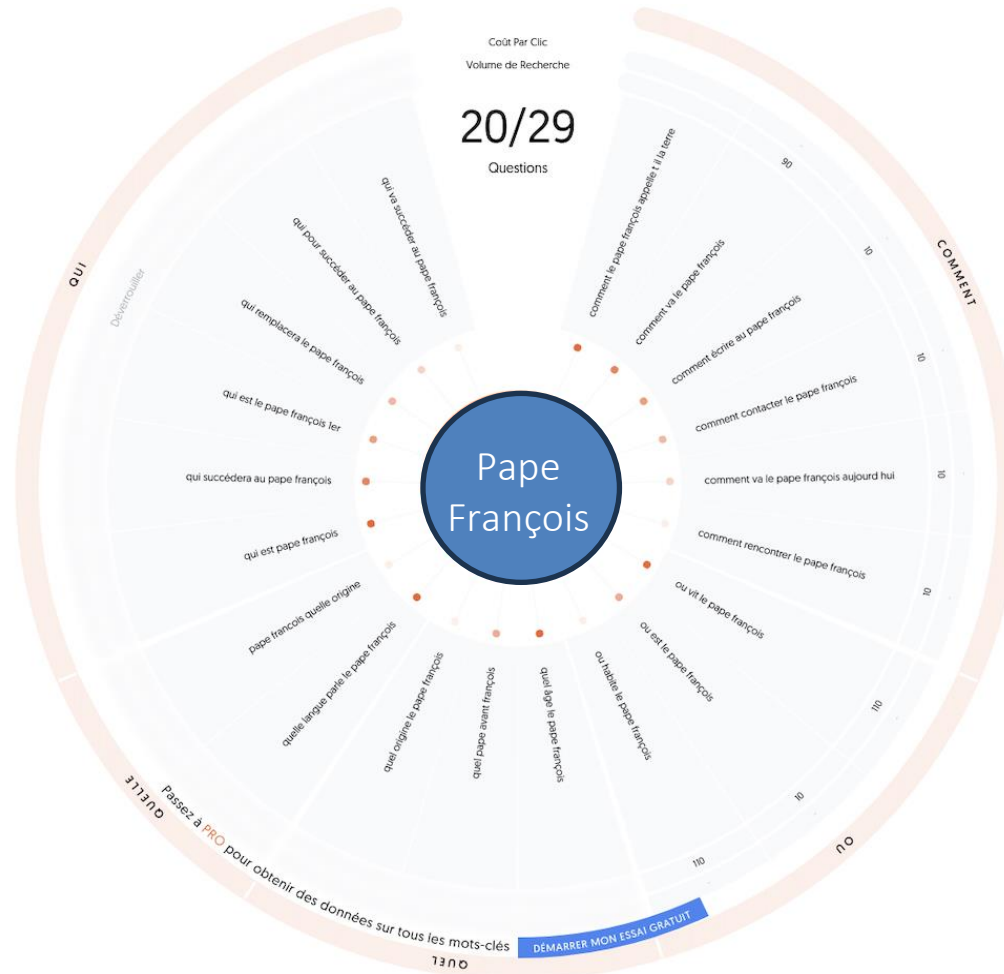 Coût Par Clic
Volume de Recherche
20/29
Questions
Pape
François
COMMENT
comment le pape françois appelle t il la terre
90
comment va le pape françois
10
comment écrire au pape françois
10
comment contacter le pape françois
10
comment va le pape françois aujourd hui
10
comment rencontrer le pape françois
10
OU
ou vit le pape françois
110
ou est le pape françois
10
ou habite le pape françois
110
QUEL
quel âge le pape françois
quel pape avant françois
quel origine le pape françois
QUELLE
quelle langue parle le pape françois
pape francois quelle origine
QUI
qui est pape françois
qui succédera au pape françois
qui est le pape françois 1er
qui remplacera le pape françois
qui pour succéder au pape françois
qui va succéder au pape françois
Déverrouiller
Passez à PRO pour obtenir des données sur tous les mots-clés
DÉMARRER MON ESSAI GRATUIT